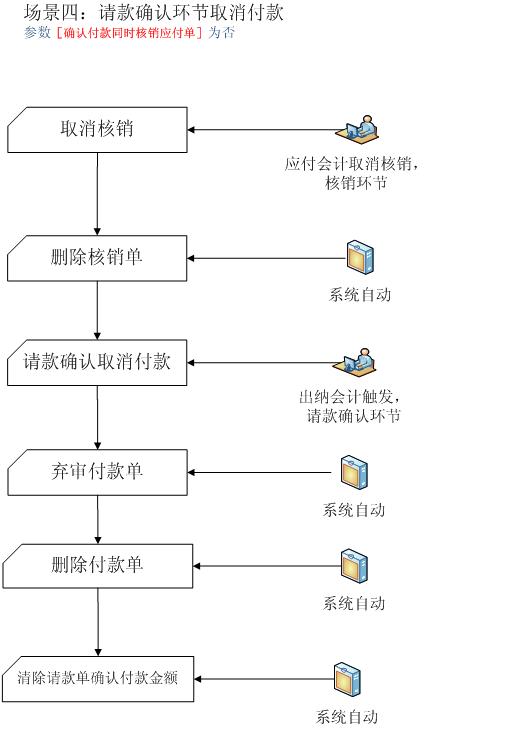 场景四：请款确认环节取消付款
参数［确认付款同时核销应付单］为否
取消核销
应付会计取消核销，
核销环节
删除核销单
系统自动
请款确认取消付款
出纳会计触发，
请款确认环节
弃审付款单
系统自动
删除付款单
系统自动
清除请款单确认付款金额
系统自动